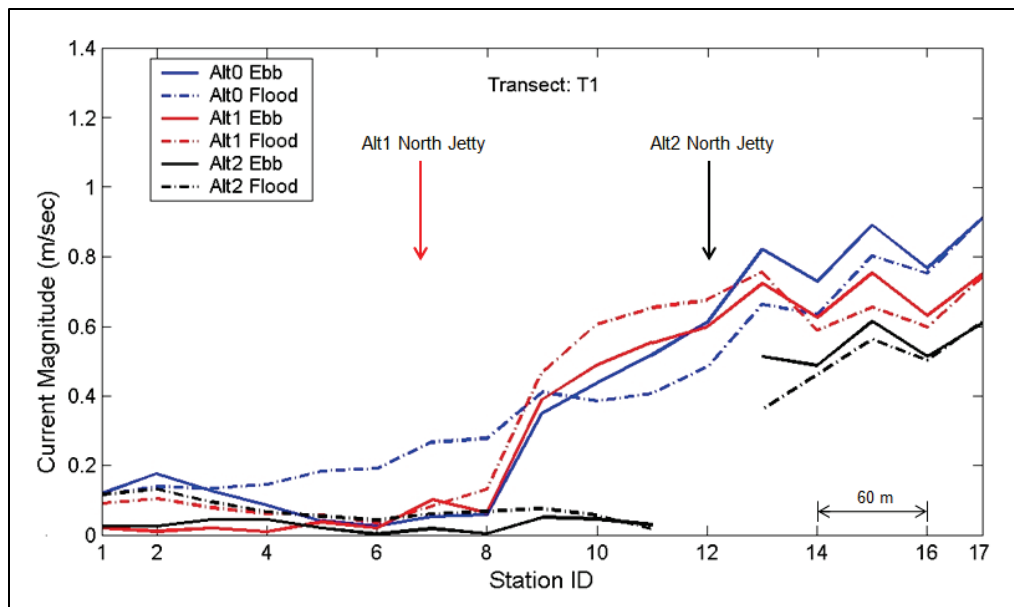 1.4
1.2
1
0.8
0.6
0.4
0.2
0
Current Magnitude (m/sec)
Alt0 Ebb
Alt0 Flood
Alt1 Ebb
Alt1 Flood
Alt2 Ebb
Alt2 Flood
Transect: T1
Alt1 North Jetty
Alt2 North Jetty
60 m
1 2 4 6 8 10 12 14 16 17
Station ID